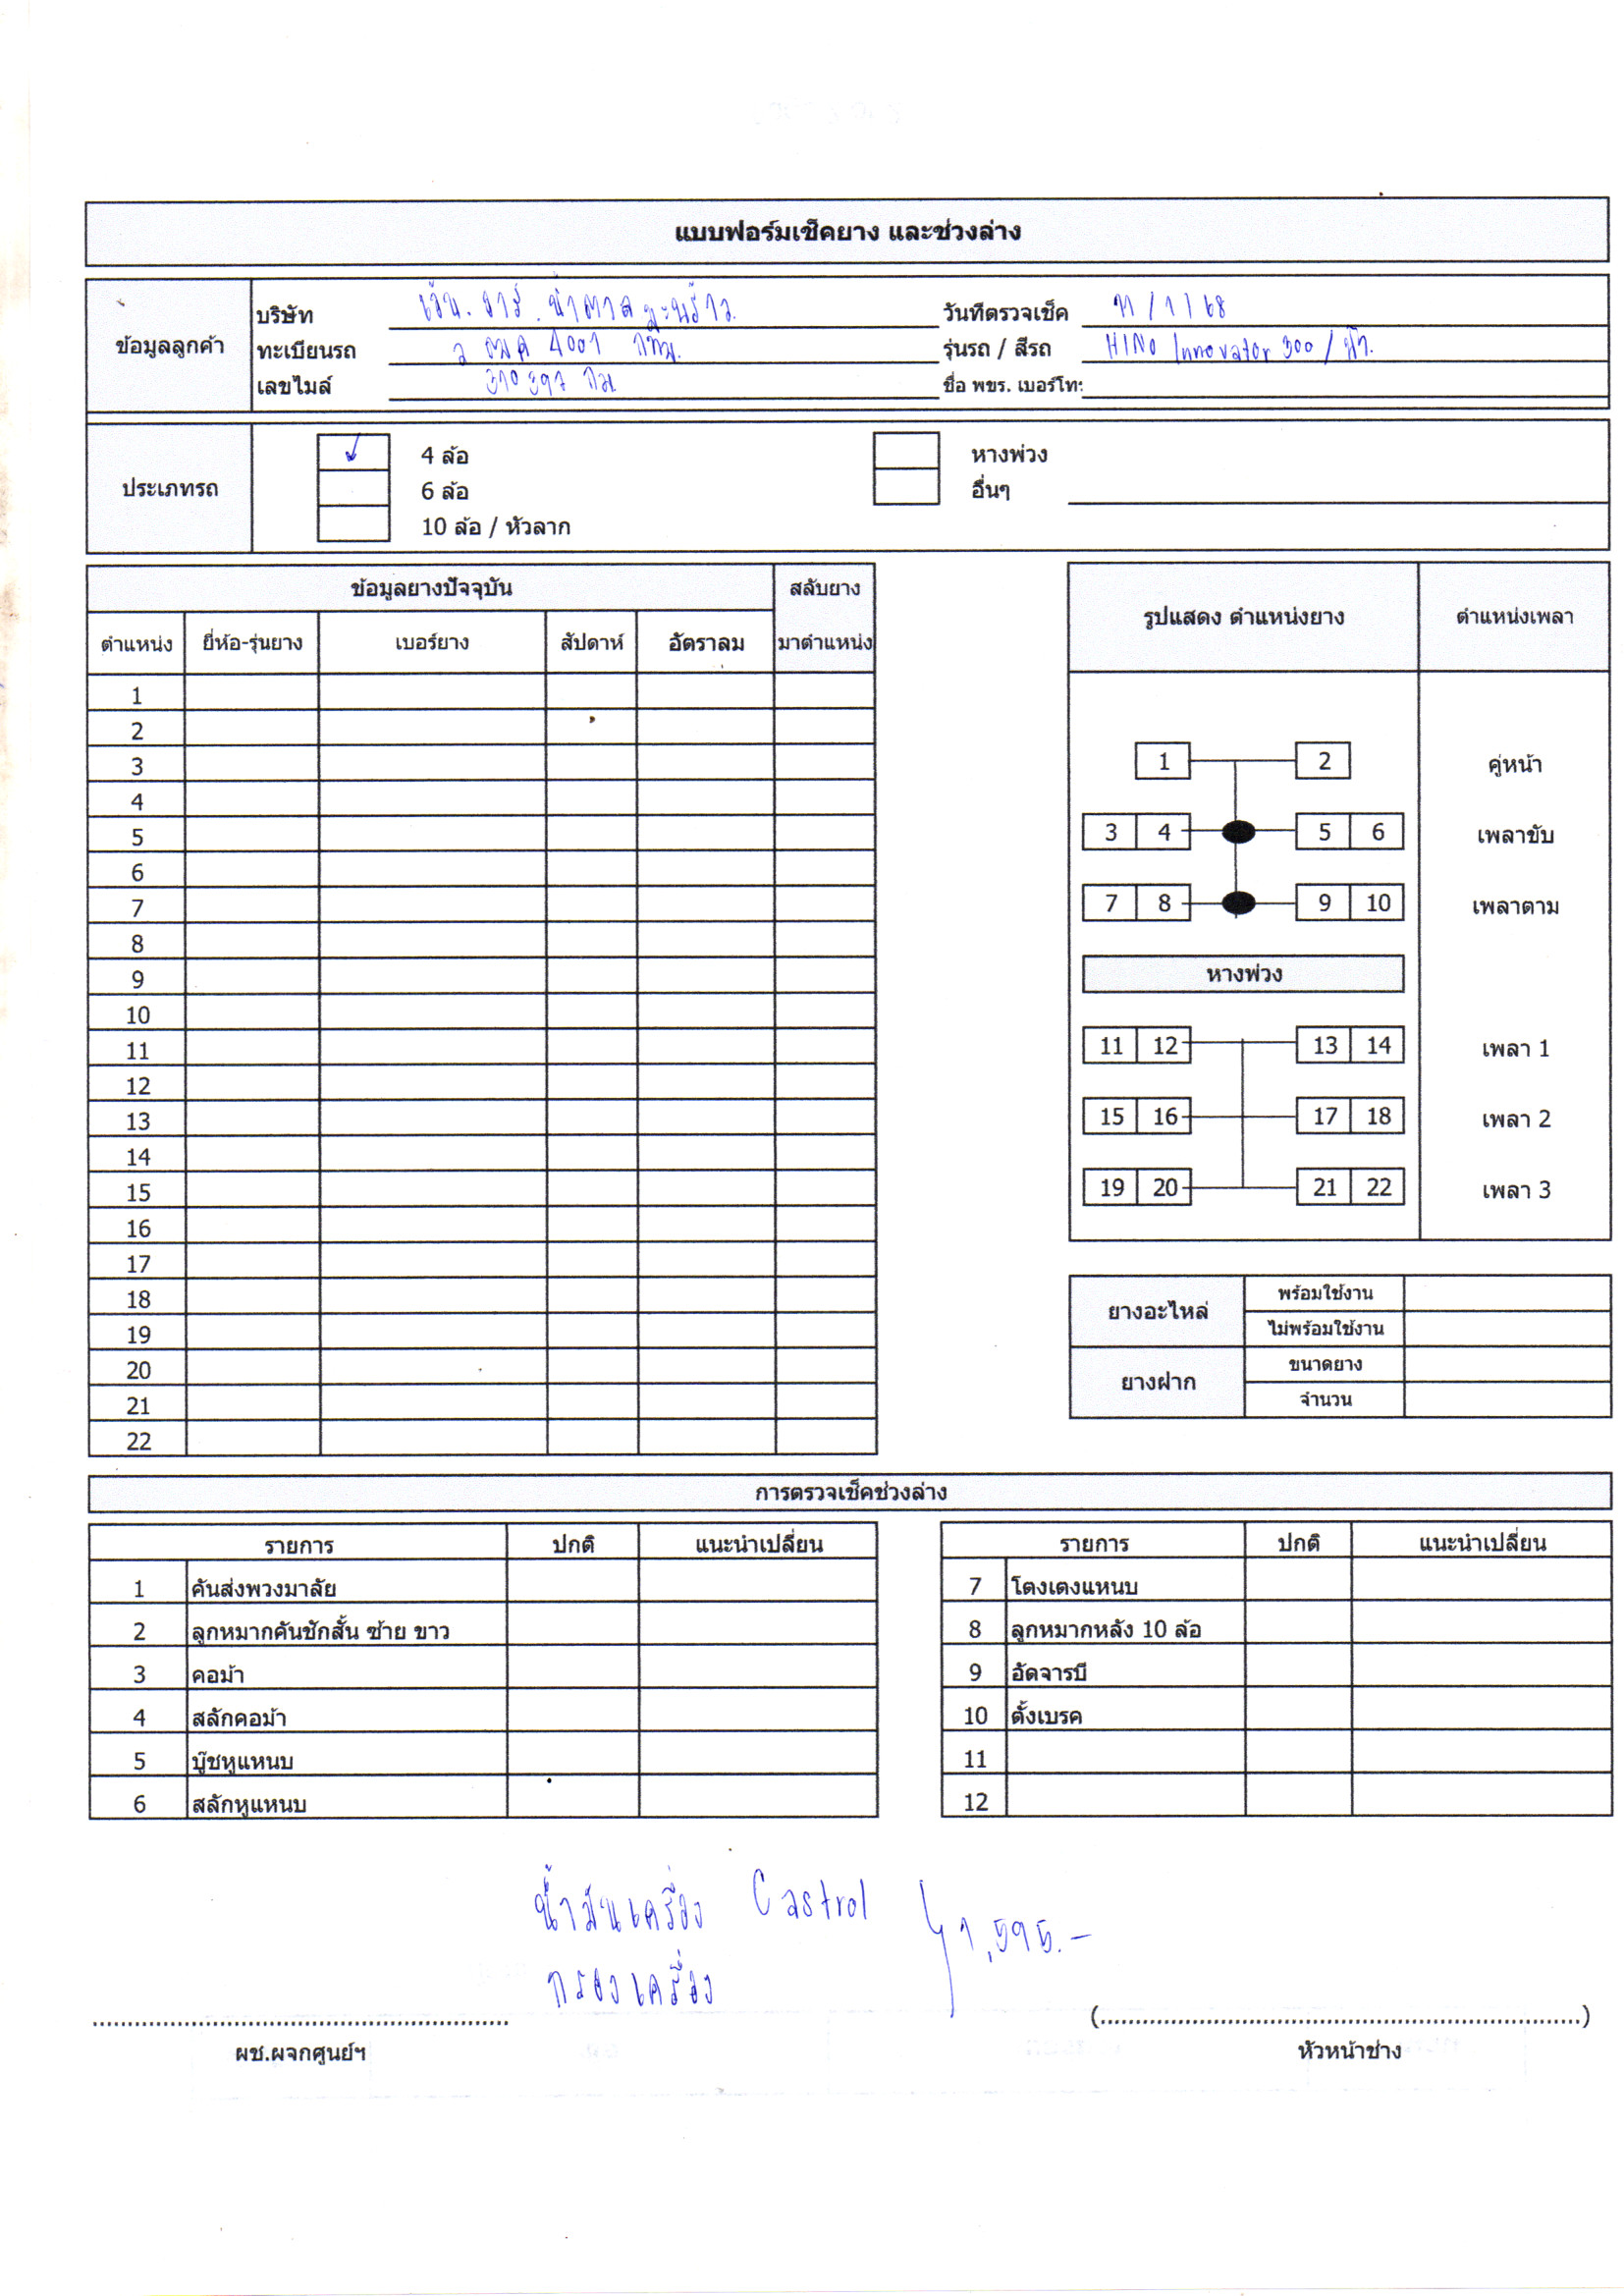 แบบฟอร์มเช็คยาง และช่วงล่าง
ข้อมูลลูกค้า
บริษัท เอ็น.อาร์.น้ำตาลมะพร้าว
วันที่ตรวจเช็ค 11/1/68
ทะเบียนรถ 4001 กทม.
รุ่นรถ / สีรถ HINO Innovator 300 /
เลขไมล์ 310397 กม
ชื่อ พขร. เบอร์โทร
ประเภทรถ
4 ล้อ หางพ่วง
6 ล้อ อื่นๆ
10 ล้อ / หัวลาก
ข้อมูลยางปัจจุบัน สลับยาง
ตำแหน่ง ยี่ห้อ-รุ่นยาง เบอร์ยาง สัปดาห์ อัตราลม มาตำแหน่ง
1
2
3
4
5
6
7
8
9
10
11
12
13
14
15
16
17
18
19
20
21
22
รูปแสดง ตำแหน่งยาง ตำแหน่งเพลา
1 2 คู่หน้า
3 4 5 6 เพลาขับ
7 8 9 10 เพลาตาม
หางพ่วง
11 12 13 14 เพลา 1
15 16 17 18 เพลา 2
19 20 21 22 เพลา 3
ยางอะไหล่ พร้อมใช้งาน
ไม่พร้อมใช้งาน
ยางฝาก ขนาดยาง
จำนวน
การตรวจเช็คช่วงล่าง
รายการ ปกติ แนะนำเปลี่ยน
1 คันส่งพวงมาลัย
2 ลูกหมากคันชักสั้น ซ้าย ขาว
3 คอม้า
4 สลักคอม้า
5 บู๊ชหูแหนบ
6 สลักหูแหนบ
รายการ ปกติ แนะนำเปลี่ยน
7 โตงเตงแหนบ
8 ลูกหมากหลัง 10 ล้อ
9 อัดจารบี
10 ตั้งเบรค
11
12
น้ำมันเครื่อง Castrol
1,595.-
กรองเครื่อง
(..............................)
ผช.ผจกศูนย์ฯ หัวหน้าช่าง